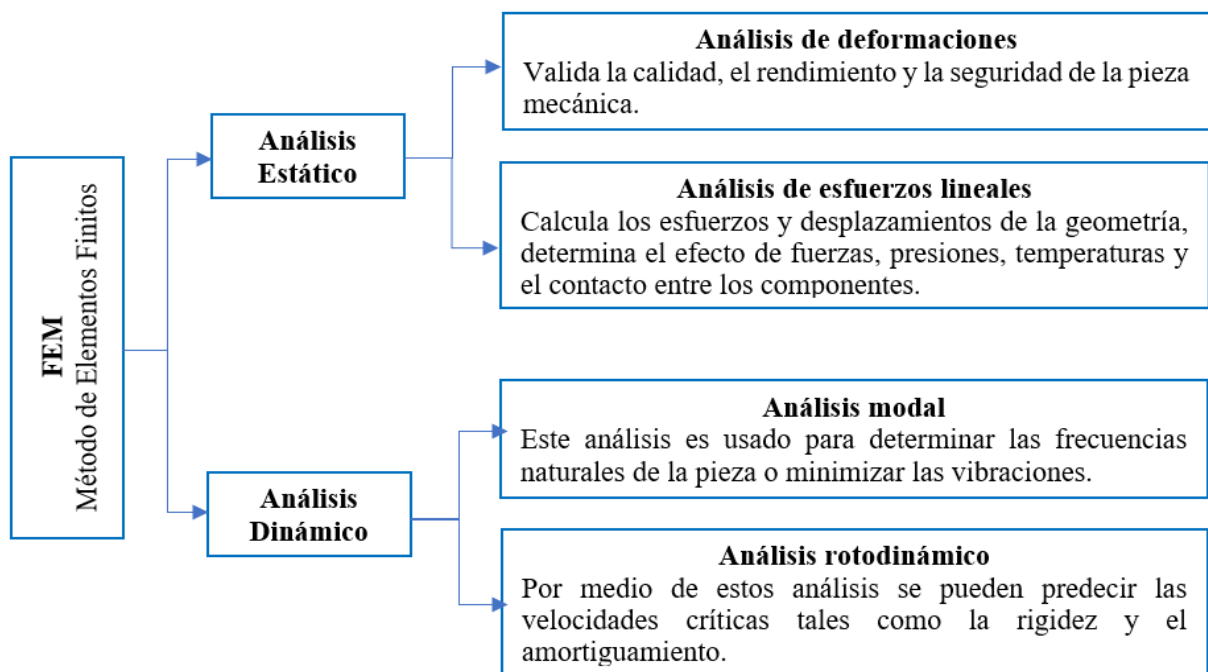 FEM
Método de Elementos Finitos
Análisis
Estático
Análisis de deformaciones
Valida la calidad, el rendimiento y la seguridad de la pieza
mecánica.
Análisis de esfuerzos lineales
Calcula los esfuerzos y desplazamientos de la geometría,
determina el efecto de fuerzas, presiones, temperaturas y
el contacto entre los componentes.
Análisis
Dinámico
Análisis modal
Este análisis es usado para determinar las frecuencias
naturales de la pieza o minimizar las vibraciones.
Análisis rotodinámico
Por medio de estos análisis se pueden predecir las
velocidades críticas tales como la rigidez y el
amortiguamiento.